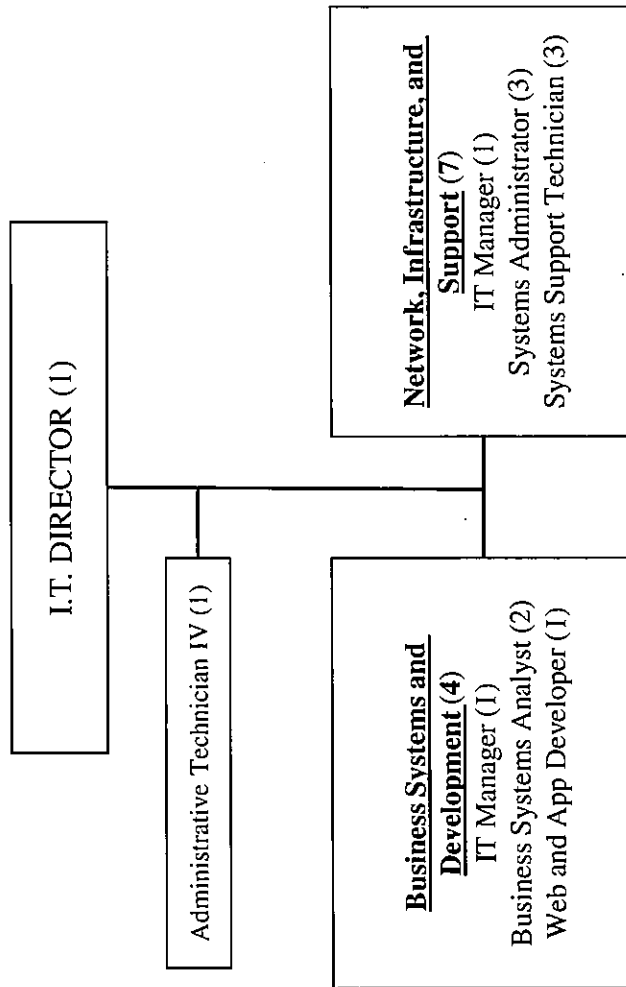 I.T. DIRECTOR (1)
Administrative Technician IV (1)
Business Systems and
Development (4)
IT Manager (1)
Business Systems Analyst (2)
Web and App Developer (1)
Network, Infrastructure, and
Support (7)
IT Manager (1)
Systems Administrator (3)
Systems Support Technician (3)